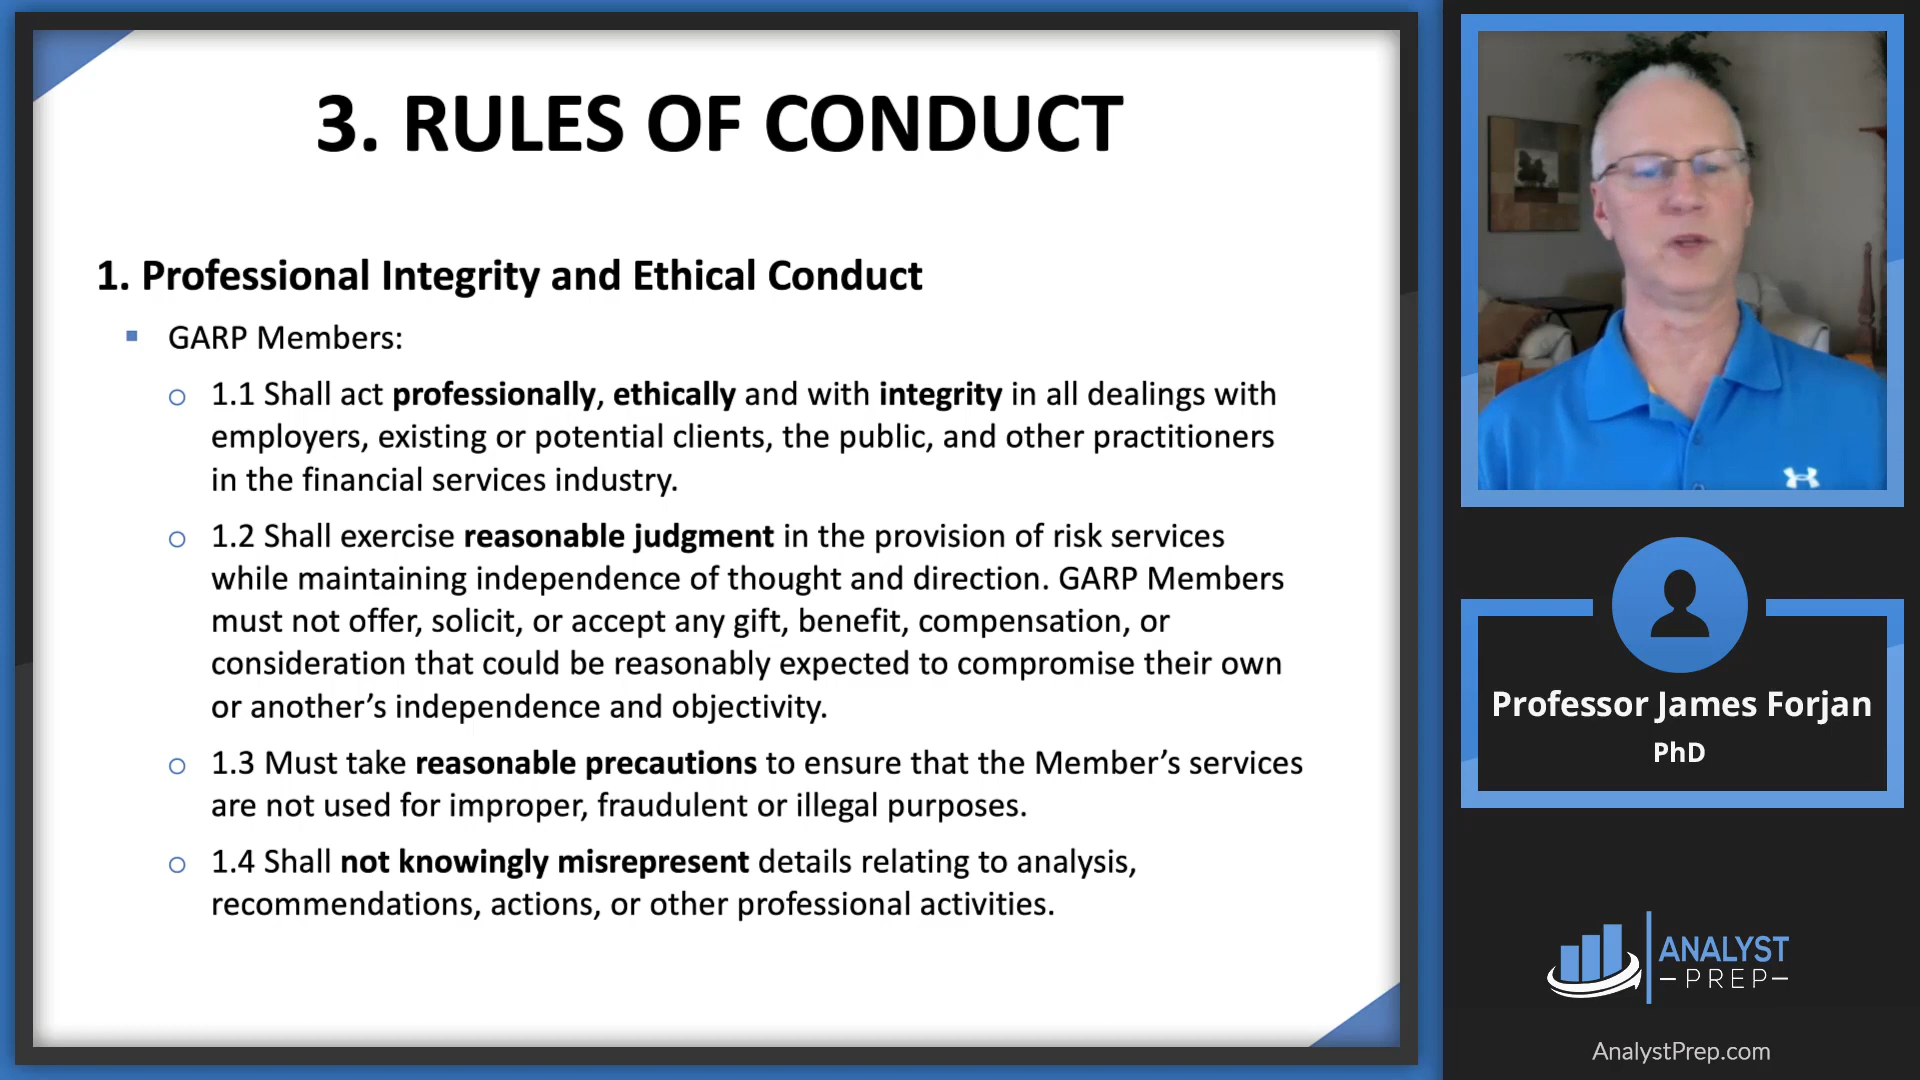 3. RULES OF CONDUCT
1. Professional Integrity and Ethical Conduct
GARP Members:
1.1 Shall act professionally, ethically and with integrity in all dealings with
employers, existing or potential clients, the public, and other practitioners
in the financial services industry.
1.2 Shall exercise reasonable judgment in the provision of risk services
while maintaining independence of thought and direction. GARP Members
must not offer, solicit, or accept any gift, benefit, compensation, or
consideration that could be reasonably expected to compromise their own
or another’s independence and objectivity.
1.3 Must take reasonable precautions to ensure that the Member’s services
are not used for improper, fraudulent or illegal purposes.
1.4 Shall not knowingly misrepresent details relating to analysis,
recommendations, actions, or other professional activities.
Professor James Forjan
PhD
ANALYST
PREP
AnalystPrep.com